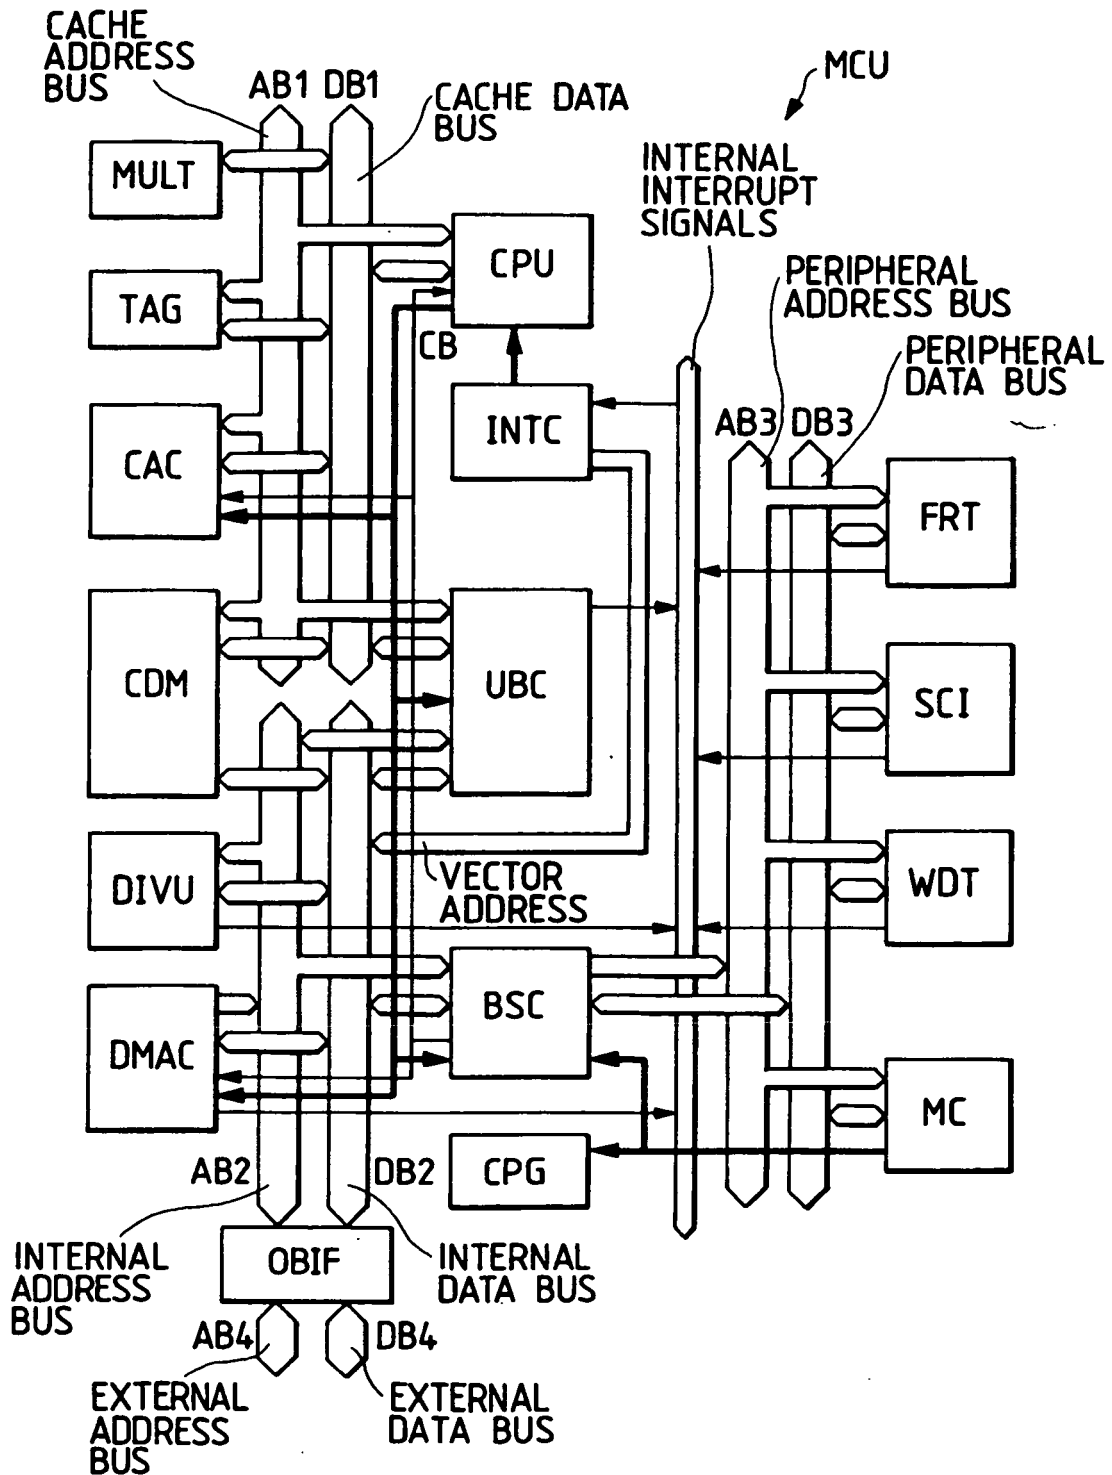 CACHE
ADDRESS
BUS
AB1 DB1
CACHE DATA
BUS
MCU
INTERNAL
INTERRUPT
SIGNALS
MULT
CPU
TAG
CB
PERIPHERAL
ADDRESS BUS
PERIPHERAL
DATA BUS
INTC
AB3 DB3
CAC
FRT
CDM
UBC
SCI
DIVU
VECTOR
ADDRESS
WDT
BSC
DMAC
MC
CPG
AB2
DB2
INTERNAL
ADDRESS
BUS
OBIF
INTERNAL
DATA BUS
AB4
DB4
EXTERNAL
ADDRESS
BUS
EXTERNAL
DATA BUS